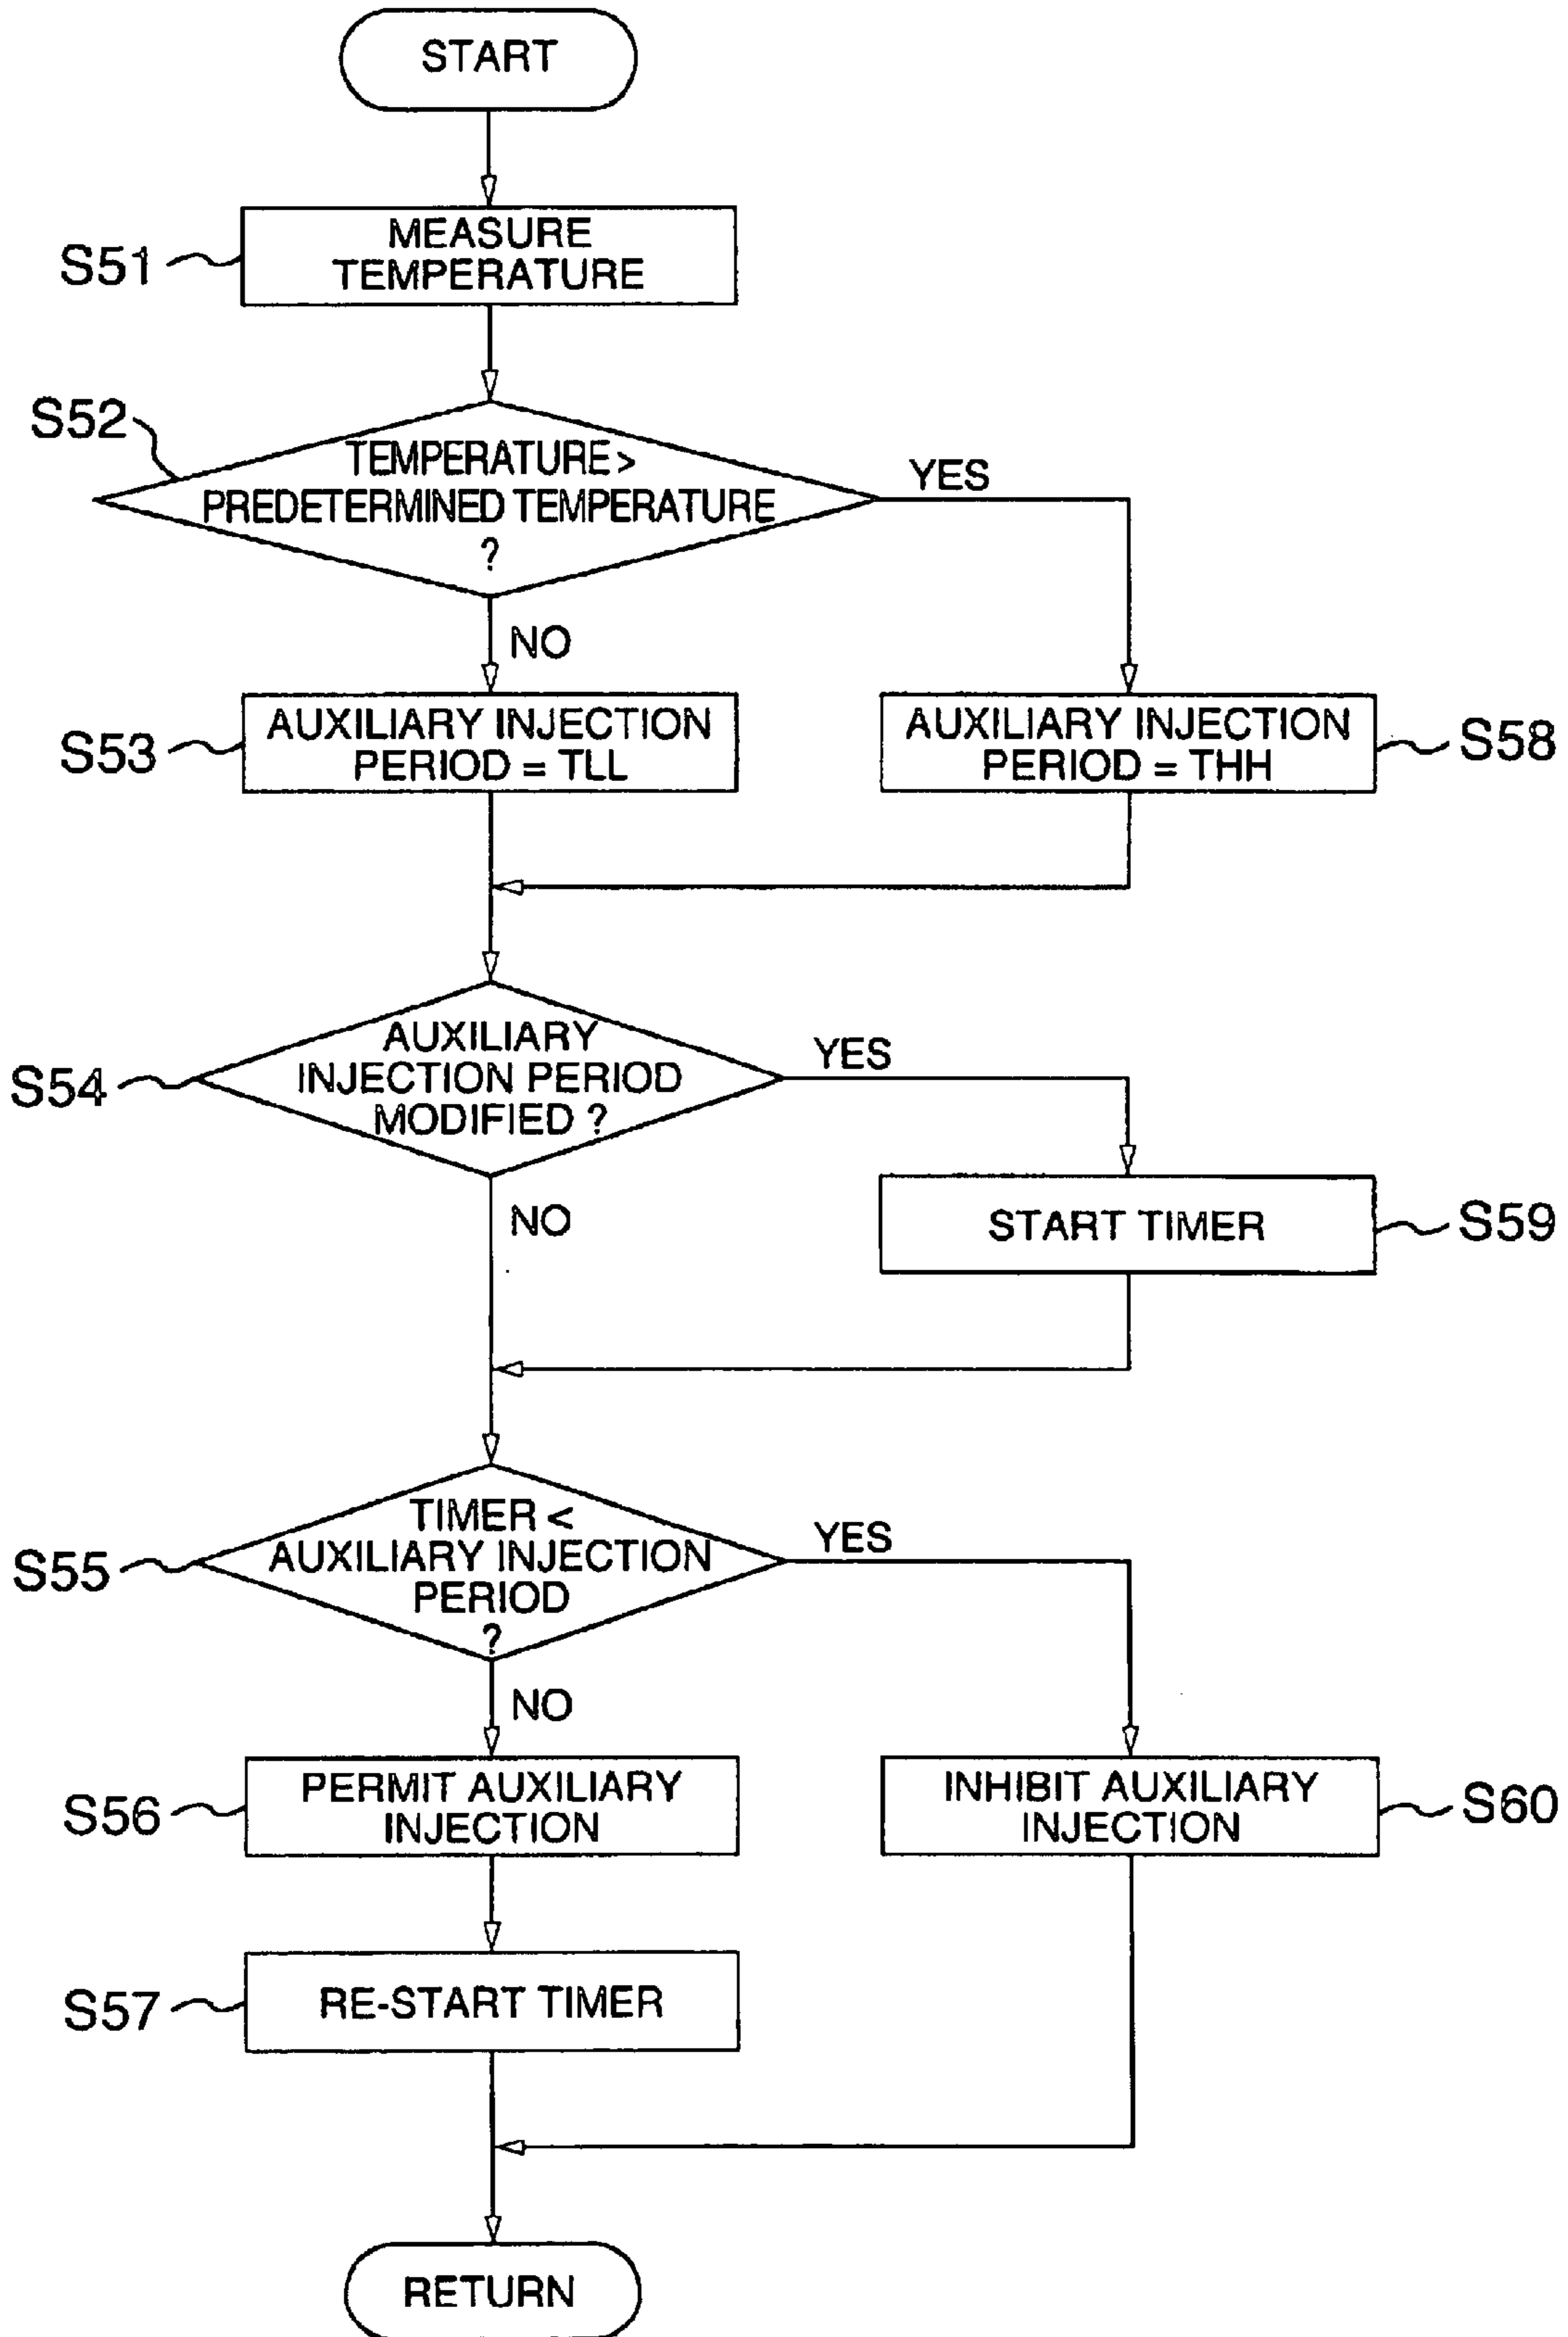 START
S51
MEASURE
TEMPERATURE
S52
TEMPERATURE >
PREDETERMINED TEMPERATURE
?
YES
NO
S53
AUXILIARY INJECTION
PERIOD = TLL
AUXILIARY INJECTION
PERIOD = THH
S58
S54
AUXILIARY
INJECTION PERIOD
MODIFIED ?
YES
NO
START TIMER
S59
S55
TIMER <
AUXILIARY INJECTION
PERIOD
?
YES
NO
S56
PERMIT AUXILIARY
INJECTION
INHIBIT AUXILIARY
INJECTION
S60
S57
RE-START TIMER
RETURN